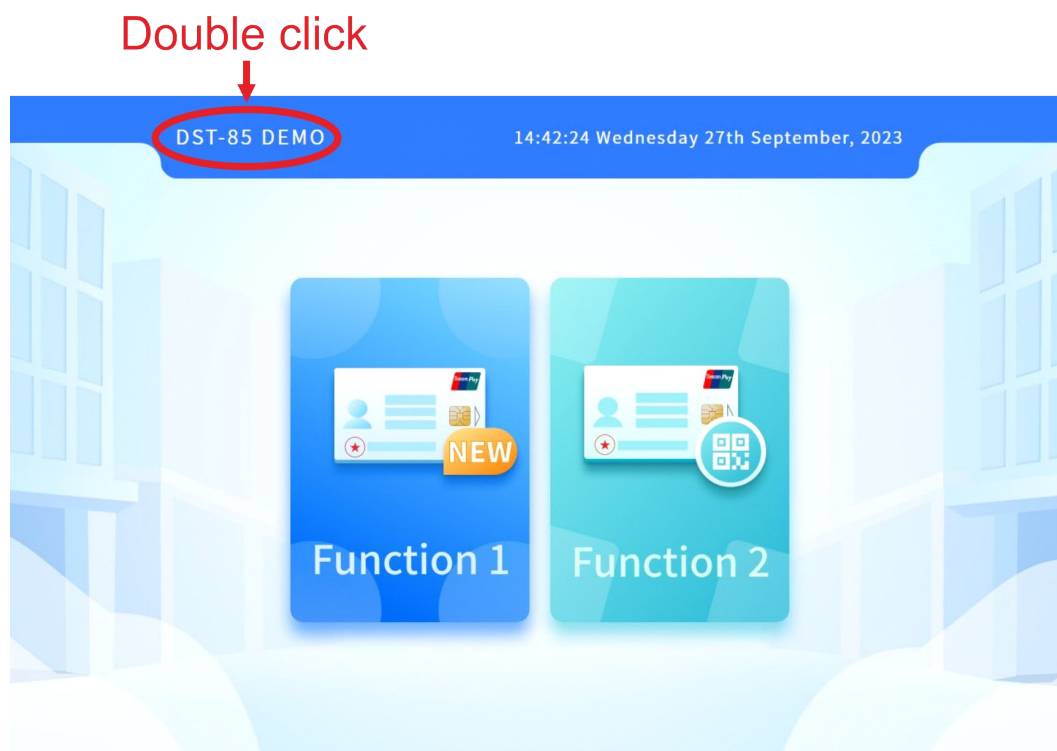 Double click
DST-85 DEMO
14:42:24 Wednesday 27th September, 2023
NEW
Function 1
Function 2